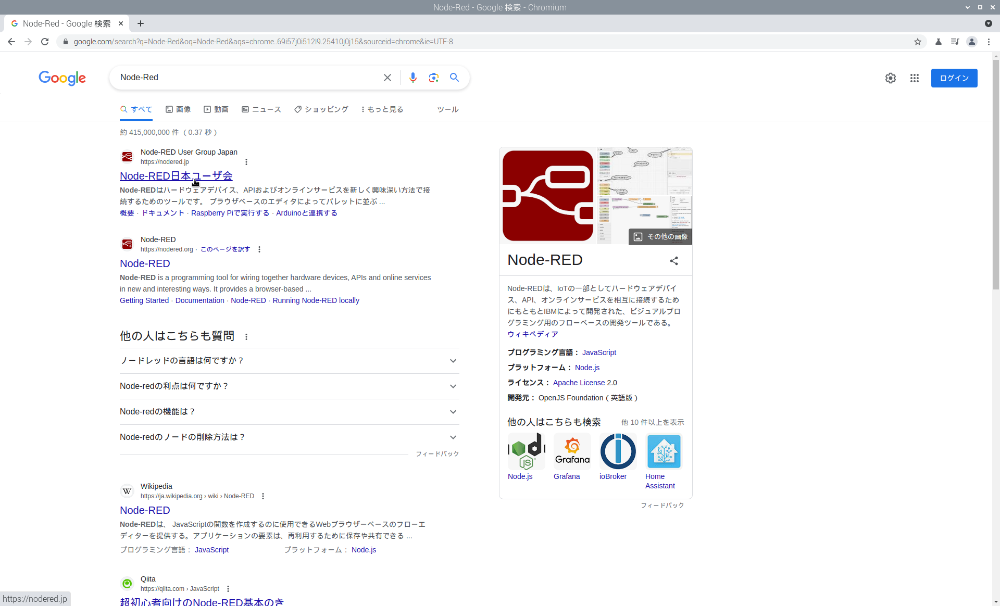 Node-Red - Google 検索 - Chromium
Node-Red - Google 検索
google.com/search?q=Node-Red&oq=Node-Red&aqs=chrome..69i57j0i512l9.25410j0j15&sourceid=chrome&ie=UTF-8
Google
Node-Red
ログイン
すべて 画像 動画 ニュース ショッピング もっと見る ツール
約 415,000,000 件 （0.37 秒）
Node-RED User Group Japan
https://nodered.jp
Node-RED日本ユーザ会
Node-REDはハードウェアデバイス、APIおよびオンラインサービスを新しく興味深い方法で接
続するためのツールです。 ブラウザベースのエディタによってパレットに並ぶ ...
概要 · ドキュメント · Raspberry Piで実行する · Arduinoと連携する
Node-RED
https://nodered.org · このページを訳す
Node-RED
Node-RED is a programming tool for wiring together hardware devices, APIs and online services
in new and interesting ways. It provides a browser-based ...
Getting Started · Documentation · Node-RED · Running Node-RED locally
他の人はこちらも質問
ノードレッドの言語は何ですか？
Node-redの利点は何ですか？
Node-redの機能は？
Node-redのノードの削除方法は？
フィードバック
Wikipedia
https://ja.wikipedia.org › wiki › Node-RED
Node-RED
Node-REDは、 JavaScriptの関数を作成するのに使用できるWebブラウザーベースのフローエ
ディターを提供する。アプリケーションの要素は、再利用するために保存や共有できる ...
プログラミング言語： JavaScript プラットフォーム： Node.js
Qiita
https://qiita.com › JavaScript
超初心者向けのNode-RED基本のき
https://nodered.jp
その他の画像
Node-RED
Node-REDは、IoTの一部としてハードウェアデバイ
ス、API、オンラインサービスを相互に接続するため
にもともとIBMによって開発された、ビジュアルプロ
グラミング用のフローベースの開発ツールである。
ウィキペディア
プログラミング言語： JavaScript
プラットフォーム： Node.js
ライセンス： Apache License 2.0
開発元： OpenJS Foundation（英語版）
他の人はこちらも検索 他 10 件以上を表示
Grafana
Node.js Grafana ioBroker Home
Assistant
フィードバック